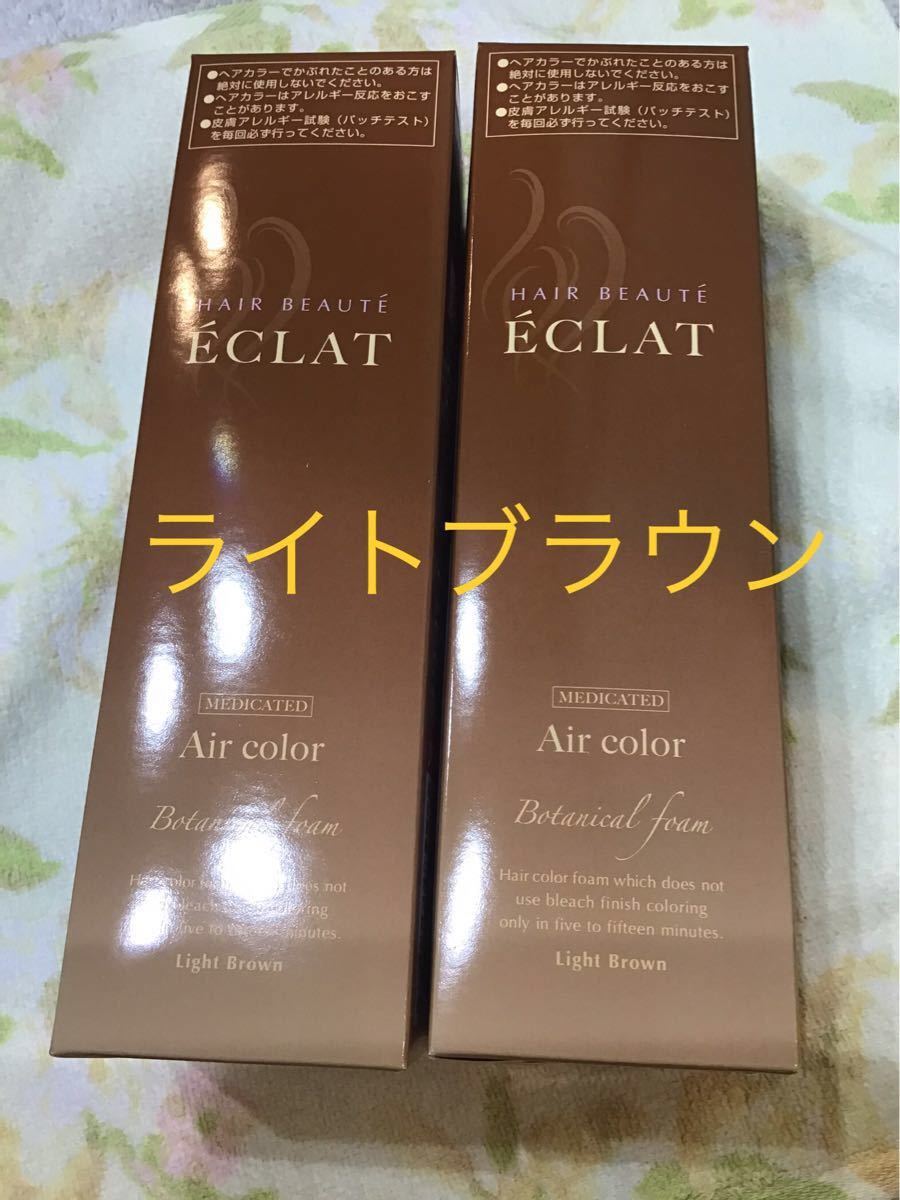 ●ヘアカラーでかぶれたことのある方は
絶対に使用しないでください。
●ヘアカラーはアレルギー反応をおこす
ことがあります。
●皮膚アレルギー試験（パッチテスト）
を毎回必ず行ってください。
HAIR BEAUTÉ
ÉCLAT
MEDICATED
Air color
Botanical foam
Hair color not
coloring
five to minutes.
Light Brown
●ヘアカラーでかぶれたことのある方は
絶対に使用しないでください。
●ヘアカラーはアレルギー反応をおこす
ことがあります。
●皮膚アレルギー試験（パッチテスト）
を毎回必ず行ってください。
HAIR BEAUTÉ
ÉCLAT
MEDICATED
Air color
Botanical foam
Hair color foam which does not
use bleach finish coloring
only in five to fifteen minutes.
Light Brown
ライトブラウン